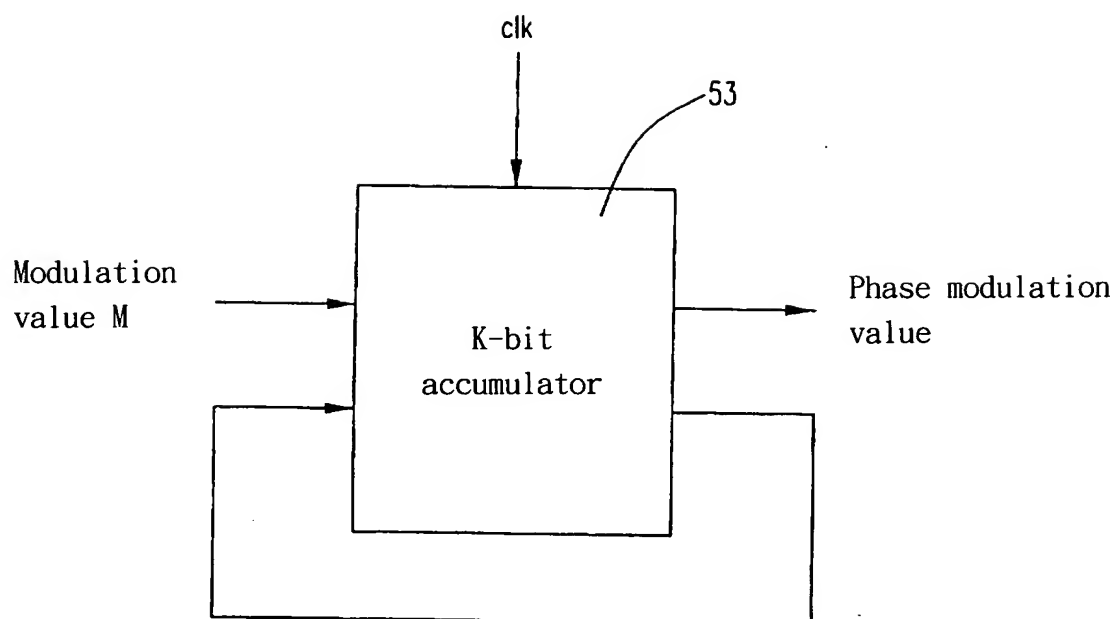 clk
53
Modulation
value M
K-bit
accumulator
Phase modulation
value